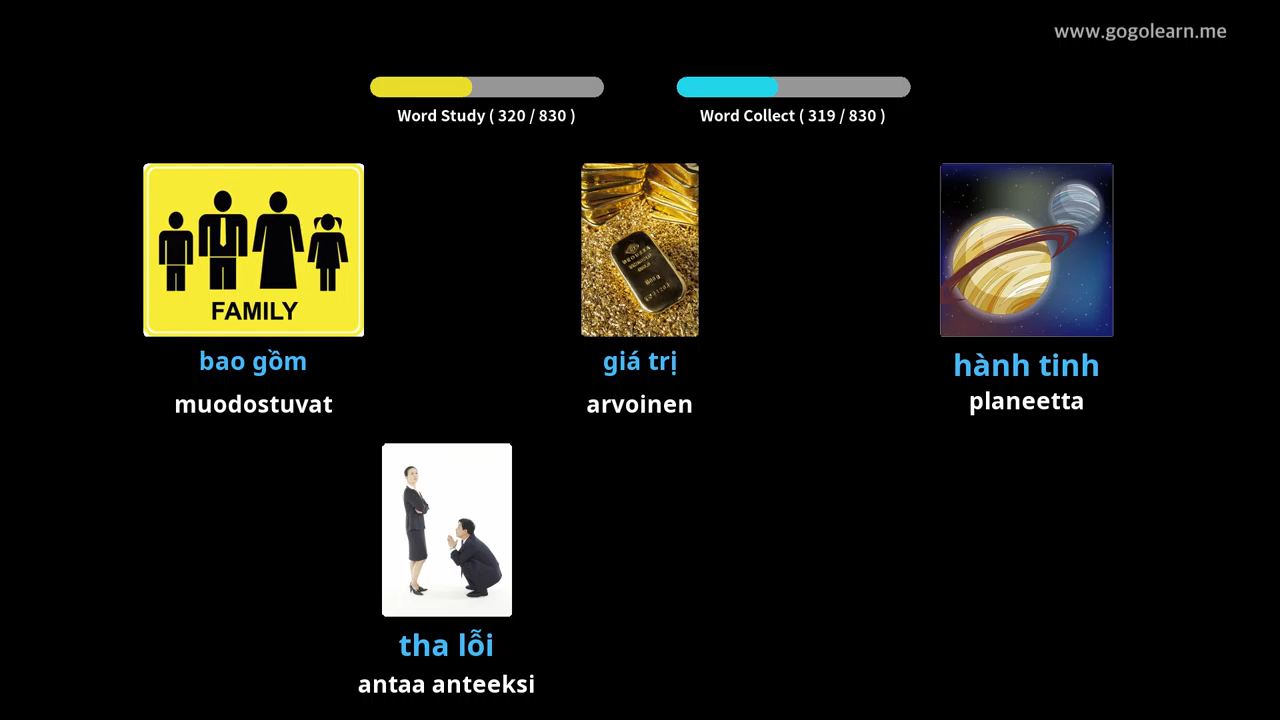 www.gogolearn.me
Word Study ( 320 / 830 )
Word Collect ( 319 / 830 )
FAMILY
bao gồm
muodostuvat
giá trị
arvoinen
hành tinh
planeetta
tha lỗi
antaa anteeksi